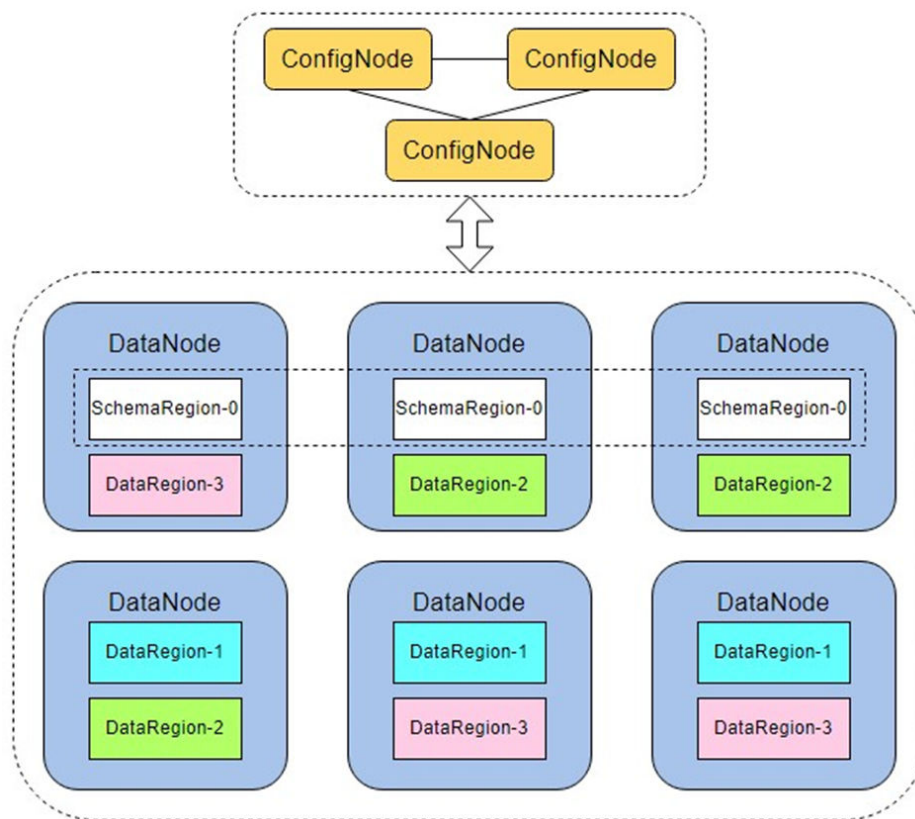 ConfigNode
ConfigNode
ConfigNode
DataNode
DataNode
DataNode
SchemaRegion-0
SchemaRegion-0
SchemaRegion-0
DataRegion-3
DataRegion-2
DataRegion-2
DataNode
DataNode
DataNode
DataRegion-1
DataRegion-1
DataRegion-1
DataRegion-2
DataRegion-3
DataRegion-3